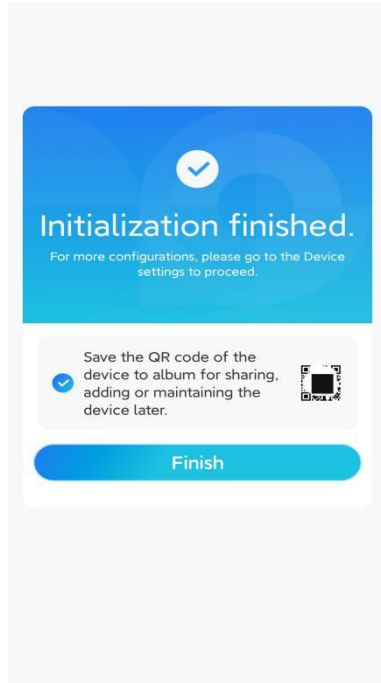 Initialization finished.
For more configurations, please go to the Device
settings to proceed.
Save the QR code of the
device to album for sharing,
adding or maintaining the
device later.
Finish